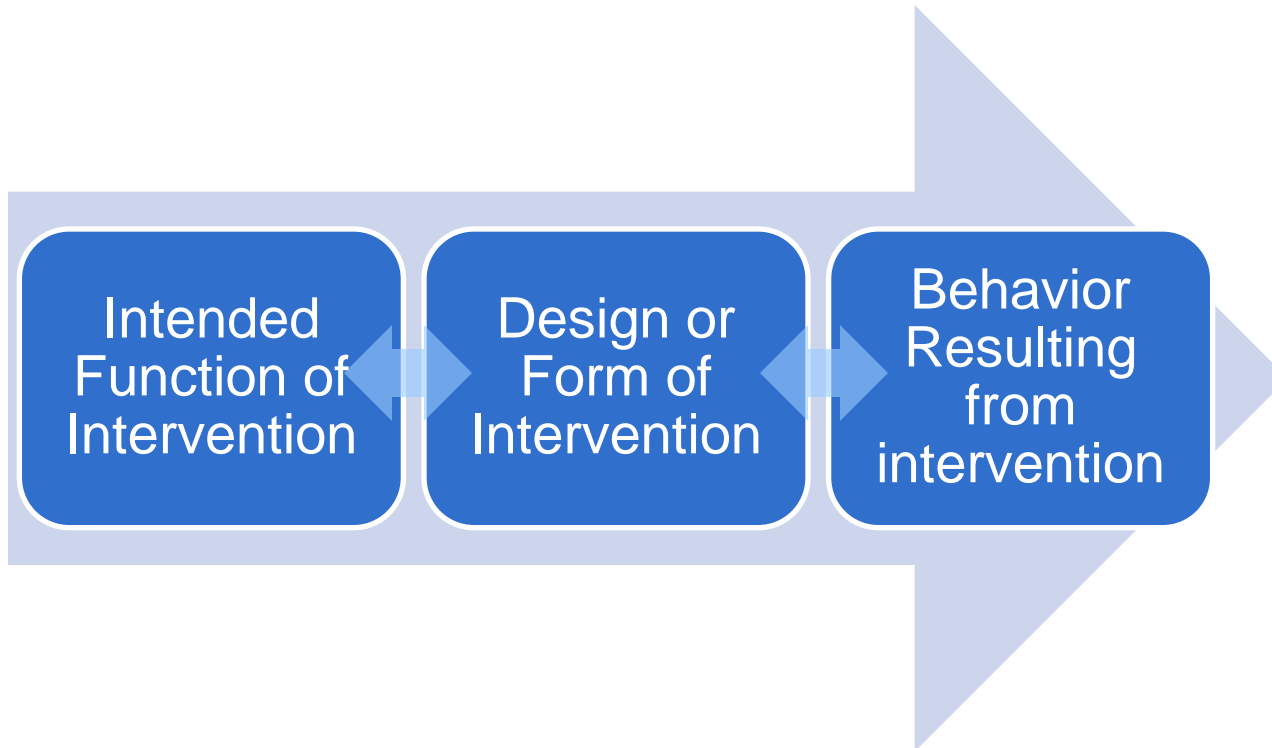 Intended
Function of
Intervention
Design or
Form of
Intervention
Behavior
Resulting
from
intervention